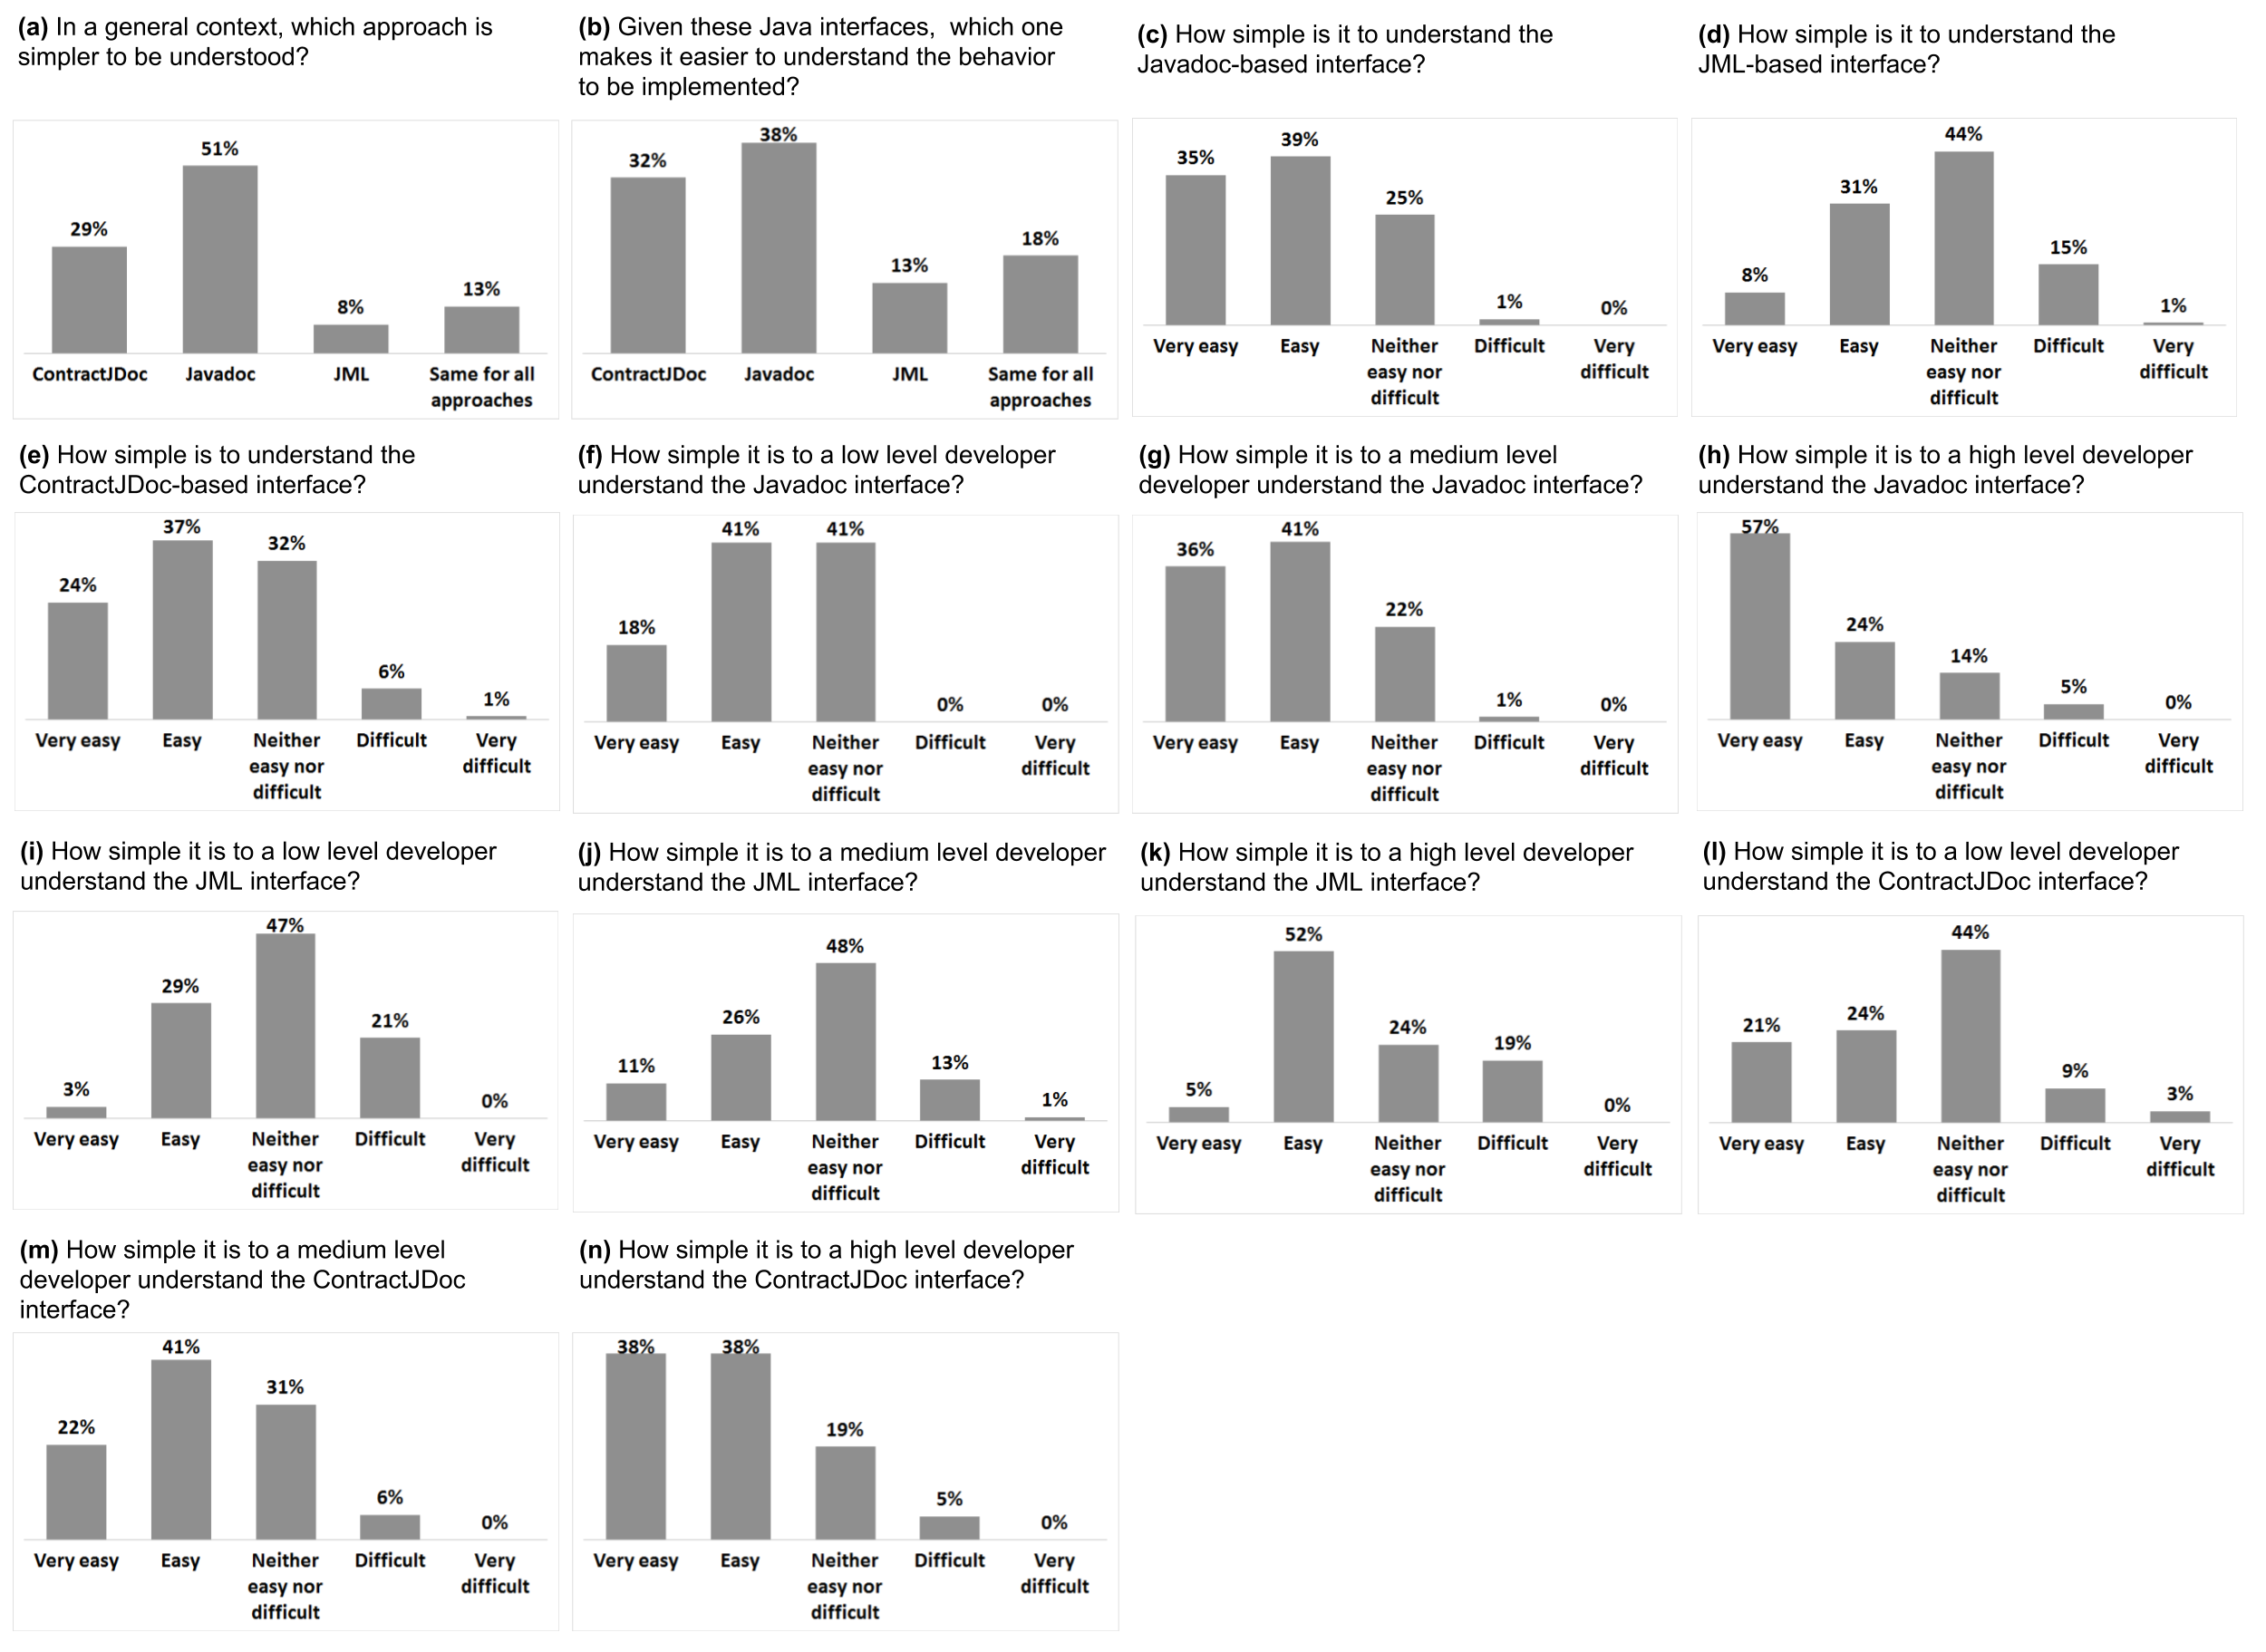 (a) In a general context, which approach is
simpler to be understood?
51%
29%
13%
8%
ContractJDoc Javadoc JML Same for all
approaches
(b) Given these Java interfaces, which one
makes it easier to understand the behavior
to be implemented?
38%
32%
18%
13%
ContractJDoc Javadoc JML Same for all
approaches
(c) How simple is it to understand the
Javadoc-based interface?
39%
35%
25%
1% 0%
Very easy Easy Neither Difficult Very
easy nor difficult
difficult
(d) How simple is it to understand the
JML-based interface?
44%
31%
15%
8%
1%
Very easy Easy Neither Difficult Very
easy nor difficult
difficult
(e) How simple is to understand the
ContractJDoc-based interface?
37%
32%
24%
6%
1%
Very easy Easy Neither Difficult Very
easy nor difficult
difficult
(f) How simple it is to a low level developer
understand the Javadoc interface?
41% 41%
18%
0% 0%
Very easy Easy Neither Difficult Very
easy nor difficult
difficult
(g) How simple it is to a medium level
developer understand the Javadoc interface?
41%
36%
22%
1% 0%
Very easy Easy Neither Difficult Very
easy nor difficult
difficult
(h) How simple it is to a high level developer
understand the Javadoc interface?
57%
24%
14%
5%
0%
Very easy Easy Neither Difficult Very
easy nor difficult
difficult
(i) How simple it is to a low level developer
understand the JML interface?
47%
29%
21%
3%
0%
Very easy Easy Neither Difficult Very
easy nor difficult
difficult
(j) How simple it is to a medium level developer
understand the JML interface?
48%
26%
11% 13%
1%
Very easy Easy Neither Difficult Very
easy nor difficult
difficult
(k) How simple it is to a high level developer
understand the JML interface?
52%
24%
19%
5%
0%
Very easy Easy Neither Difficult Very
easy nor difficult
difficult
(l) How simple it is to a low level developer
understand the ContractJDoc interface?
44%
21% 24%
9%
3%
Very easy Easy Neither Difficult Very
easy nor difficult
difficult
(m) How simple it is to a medium level
developer understand the ContractJDoc
interface?
41%
31%
22%
6%
0%
Very easy Easy Neither Difficult Very
easy nor difficult
difficult
(n) How simple it is to a high level developer
understand the ContractJDoc interface?
38% 38%
19%
5%
0%
Very easy Easy Neither Difficult Very
easy nor difficult
difficult